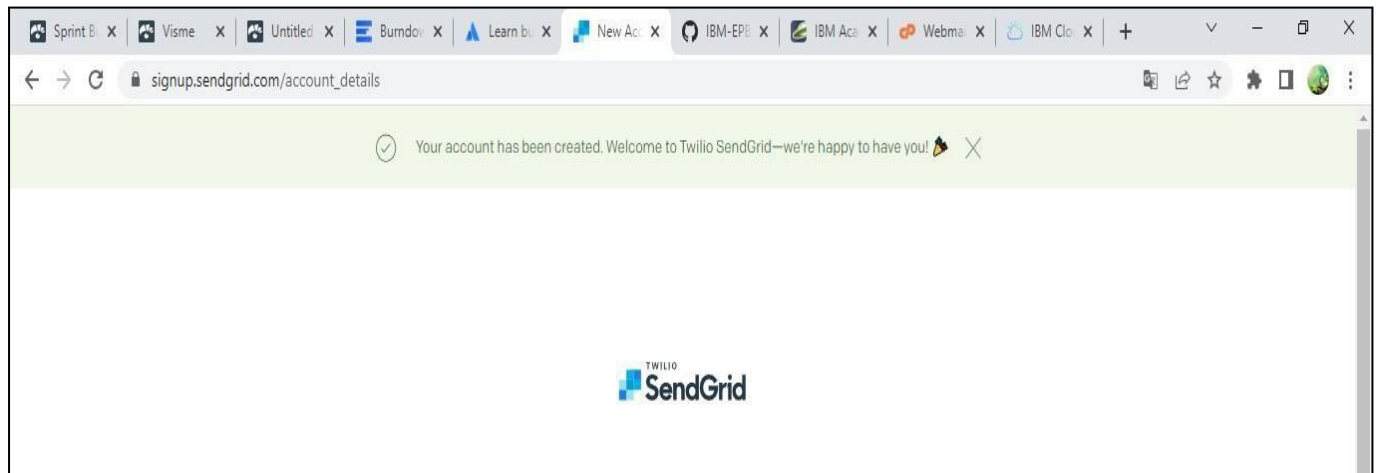 Sprint B Visme Untitled Burndov Learn bu New Acc IBM-EPB IBM Aca Webma IBM Clo
signup.sendgrid.com/account_details
Your account has been created. Welcome to Twilio SendGrid—we're happy to have you!
TWILIO
SendGrid